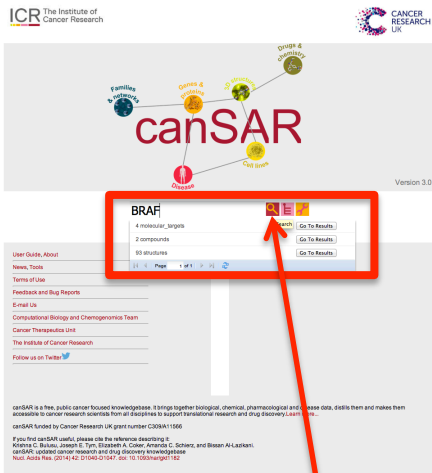 ICR The Institute of
Cancer Research
CANCER
RESEARCH
UK
Drugs &
chemistry
3D structure
Genes &
proteins
Families
& networks
canSAR
Cell lines
Disease
Version 3.0
BRAF
4 molecular_targets Go To Results
2 compounds Go To Results
93 structures Go To Results
Page 1 of 1
User Guide, About
News, Tools
Terms of Use
Feedback and Bug Reports
E-mail Us
Computational Biology and Chemogenomics Team
Cancer Therapeutics Unit
The Institute of Cancer Research
Follow us on Twitter
canSAR is a free, public cancer focused knowledgebase. It brings together biological, chemical, pharmacological and disease data, distills them and makes them
accessible to cancer research scientists from all disciplines to support translational research and drug discovery. Learn more...
canSAR funded by Cancer Research UK grant number C309/A11566
If you find canSAR useful, please cite the reference describing it:
Krishna C. Bulusu, Joseph E. Tym, Elizabeth A. Coker, Amanda C. Schierz, and Bissan Al-Lazikani.
canSAR: updated cancer research and drug discovery knowledgebase
Nucl. Acids Res. (2014) 42: D1040-D1047. doi: 10.1093/nar/gkt1182